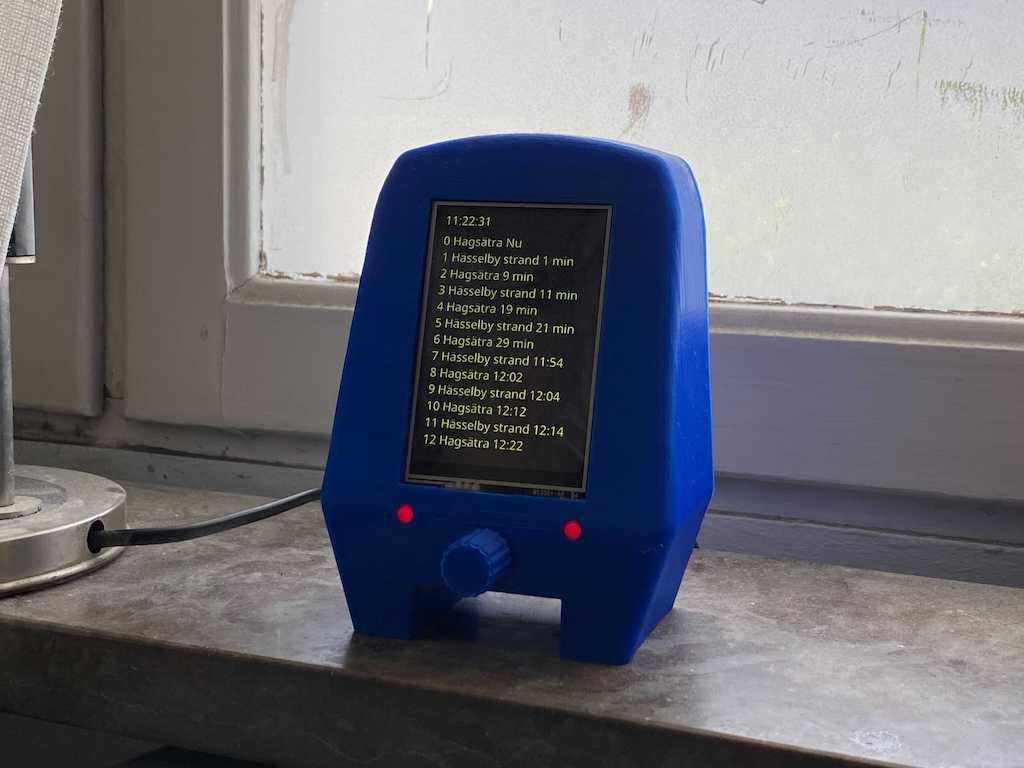 11:22:31
0 Hagsätra Nu
1 Hässelby strand 1 min
2 Hagsätra 9 min
3 Hässelby strand 11 min
4 Hagsätra 19 min
5 Hässelby strand 21 min
6 Hagsätra 29 min
7 Hässelby strand 11:54
8 Hagsätra 12:02
9 Hässelby strand 12:04
10 Hagsätra 12:12
11 Hässelby strand 12:14
12 Hagsätra 12:22